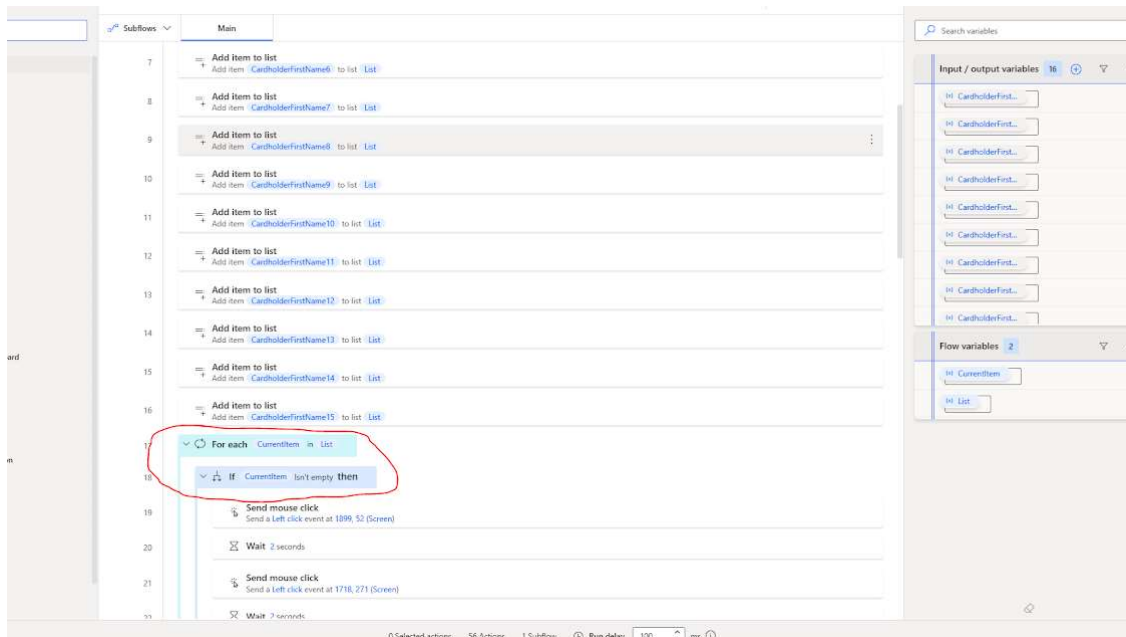 Subflows
Main
Search variables
7
Add item to list
Add item CardholderFirstName6 to list List
8
Add item to list
Add item CardholderFirstName7 to list List
9
Add item to list
Add item CardholderFirstName8 to list List
10
Add item to list
Add item CardholderFirstName9 to list List
11
Add item to list
Add item CardholderFirstName10 to list List
12
Add item to list
Add item CardholderFirstName11 to list List
13
Add item to list
Add item CardholderFirstName12 to list List
14
Add item to list
Add item CardholderFirstName13 to list List
15
Add item to list
Add item CardholderFirstName14 to list List
16
Add item to list
Add item CardholderFirstName15 to list List
17
For each CurrentItem in List
18
If CurrentItem Isn't empty then
19
Send mouse click
Send a Left click event at 1899, 52 (Screen)
20
Wait 2 seconds
21
Send mouse click
Send a Left click event at 1718, 271 (Screen)
22
Wait 2 seconds
Input / output variables 16
(x) CardholderFirst...
(x) CardholderFirst...
(x) CardholderFirst...
(x) CardholderFirst...
(x) CardholderFirst...
(x) CardholderFirst...
(x) CardholderFirst...
(x) CardholderFirst...
(x) CardholderFirst...
Flow variables 2
(x) CurrentItem
(x) List
ard
on
0 Selected actions 56 Actions 1 Subflow Run delay 100 ms